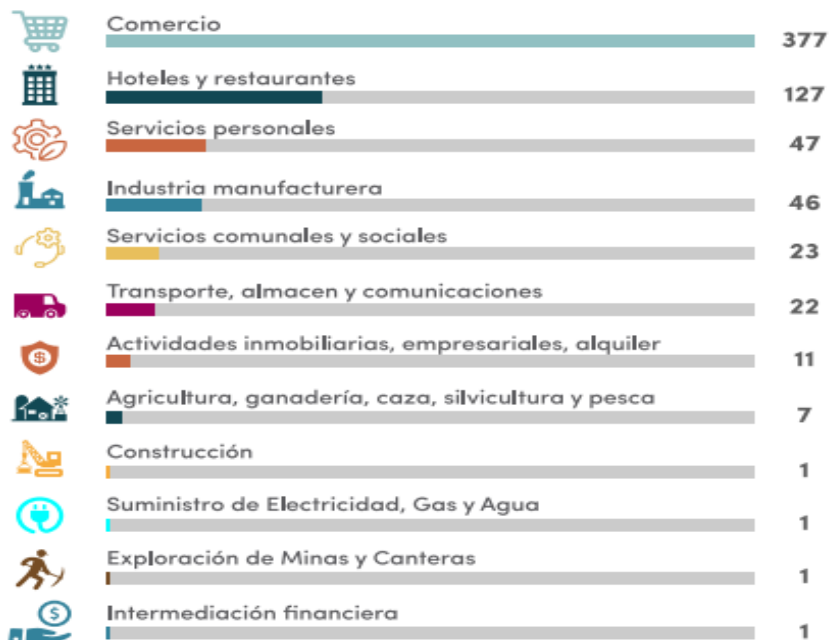 Comercio
377
Hoteles y restaurantes
127
Servicios personales
47
Industria manufacturera
46
Servicios comunales y sociales
23
Transporte, almacen y comunicaciones
22
Actividades inmobiliarias, empresariales, alquiler
11
Agricultura, ganadería, caza, silvicultura y pesca
7
Construcción
1
Suministro de Electricidad, Gas y Agua
1
Exploración de Minas y Canteras
1
Intermediación financiera
1